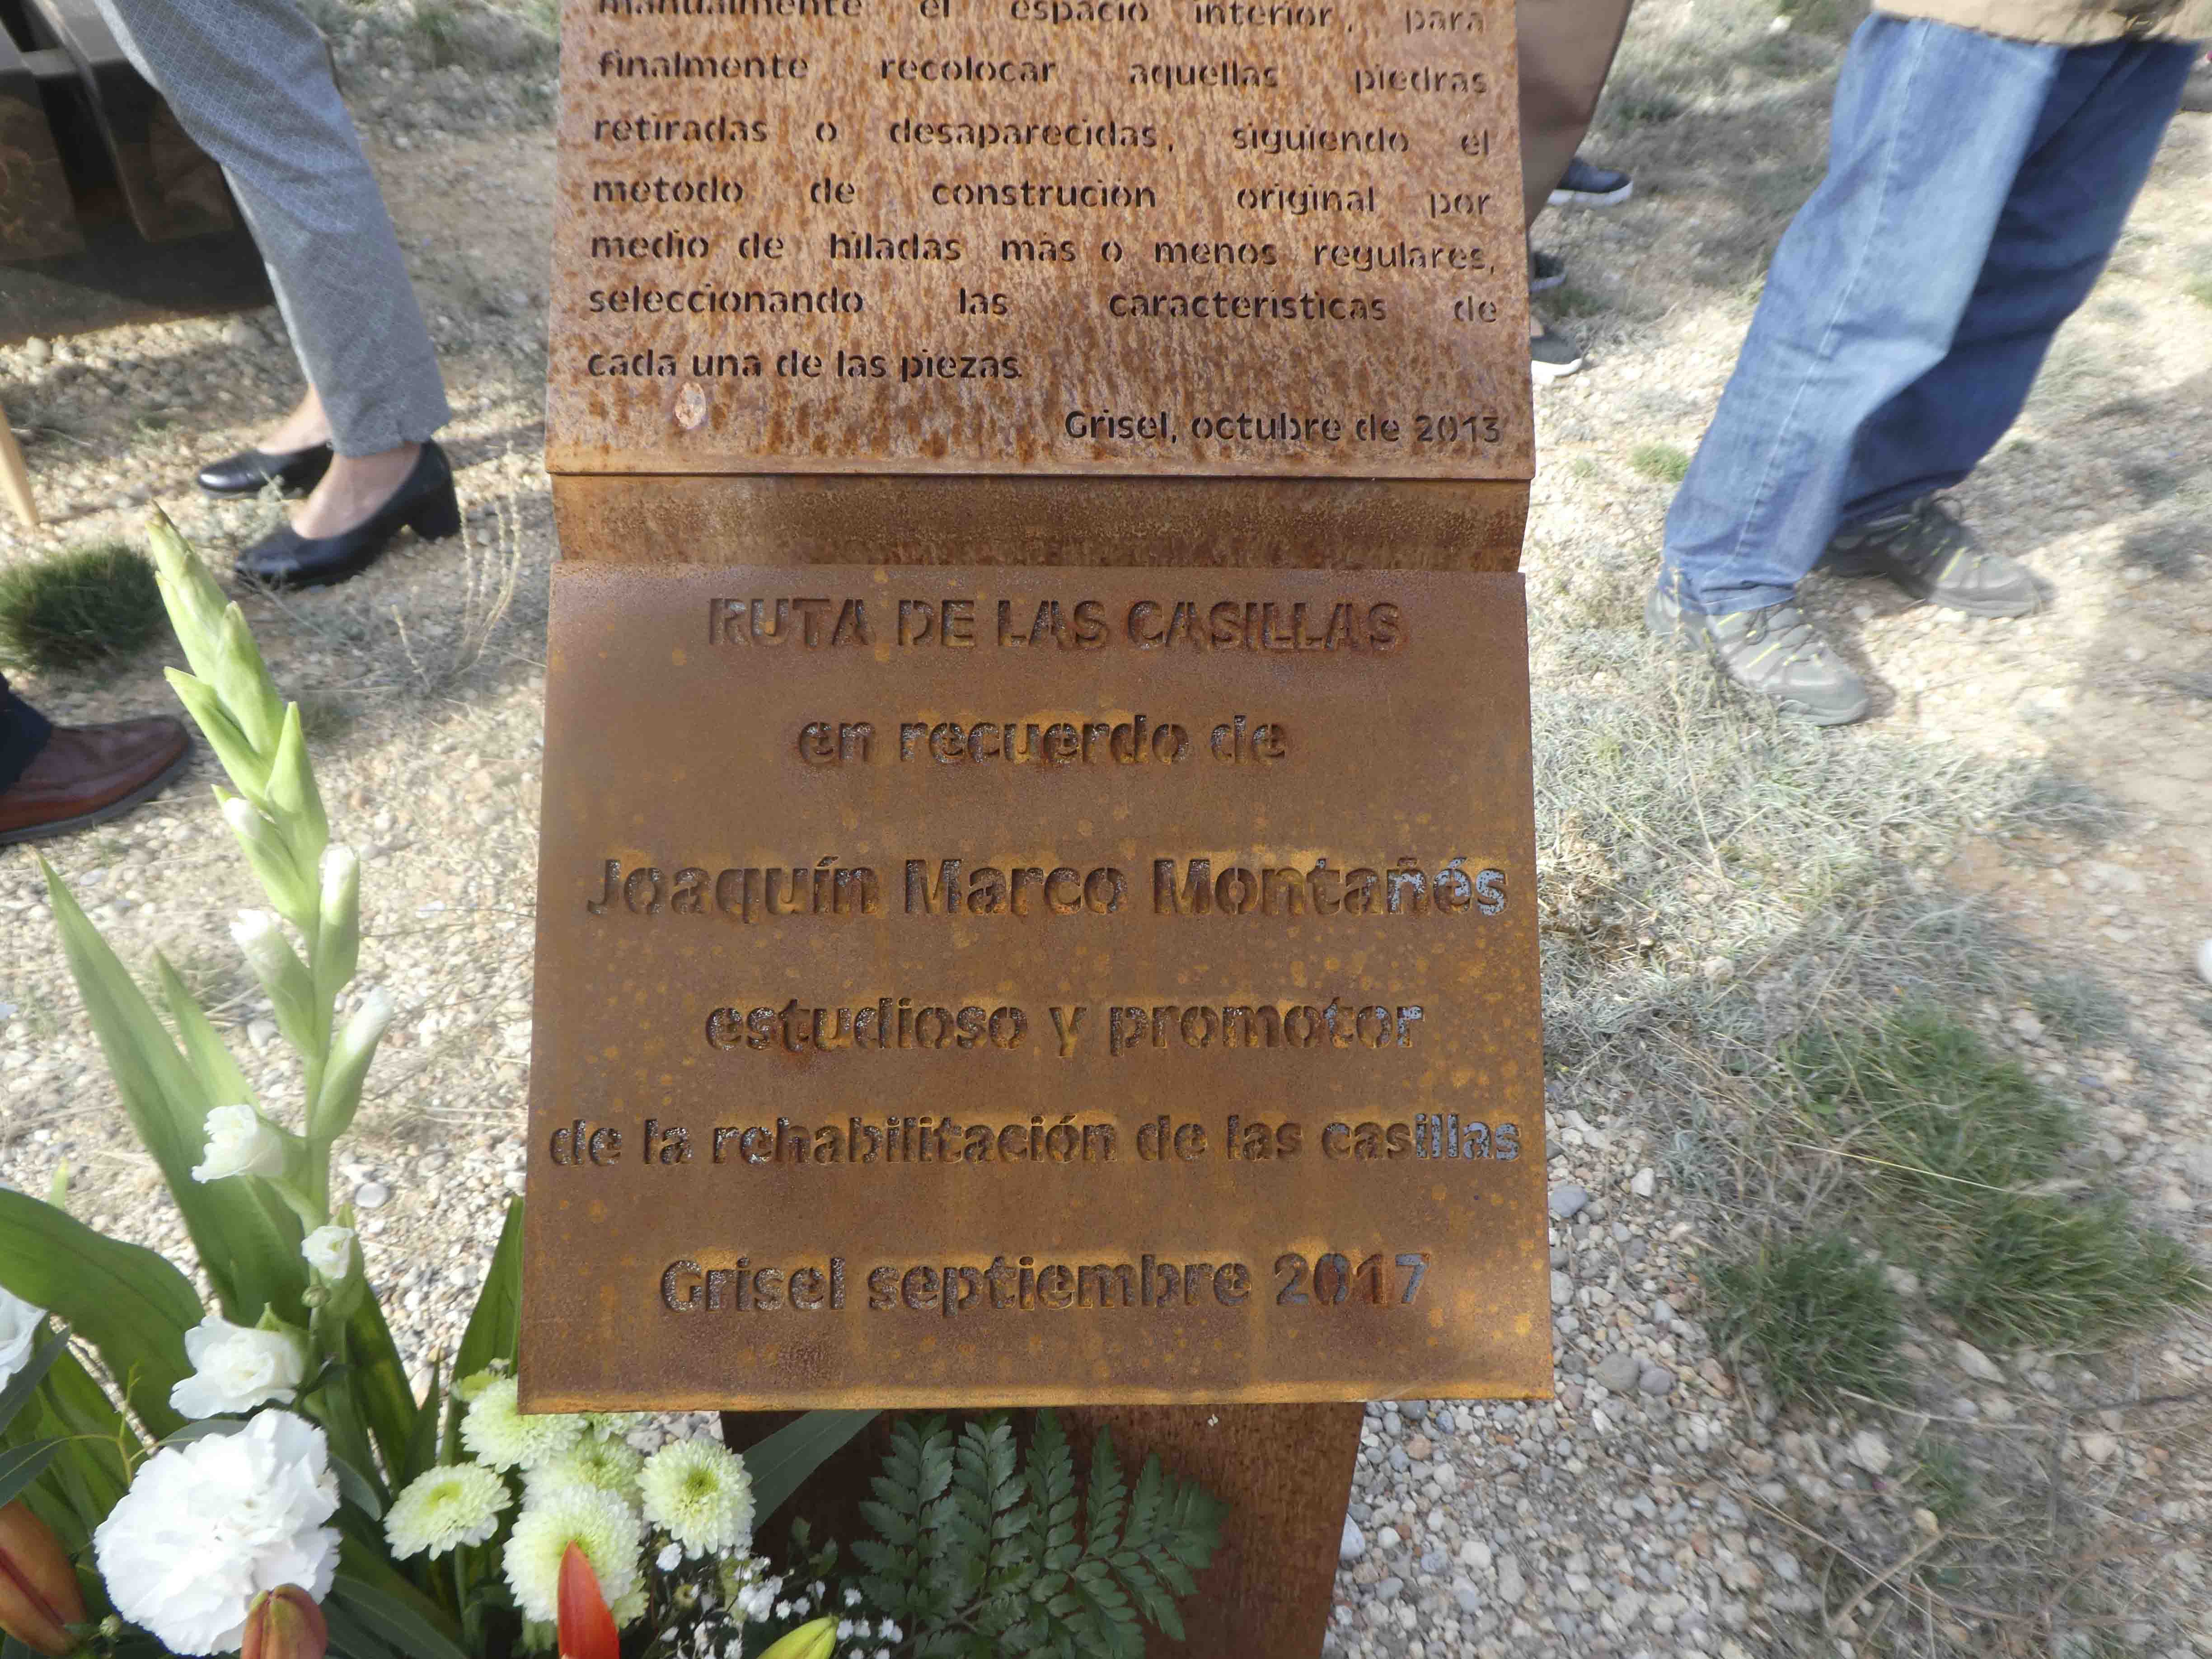 manualmente el espacio interior, para
finalmente recolocar aquellas piedras
retiradas o desaparecidas, siguiendo el
metodo de construción original por
medio de hiladas más o menos regulares,
seleccionando las características de
cada una de las piezas.
Grisel, octubre de 2013
RUTA DE LAS CASILLAS
en recuerdo de
Joaquín Marco Montañés
estudioso y promotor
de la rehabilitación de las casillas
Grisel septiembre 2017